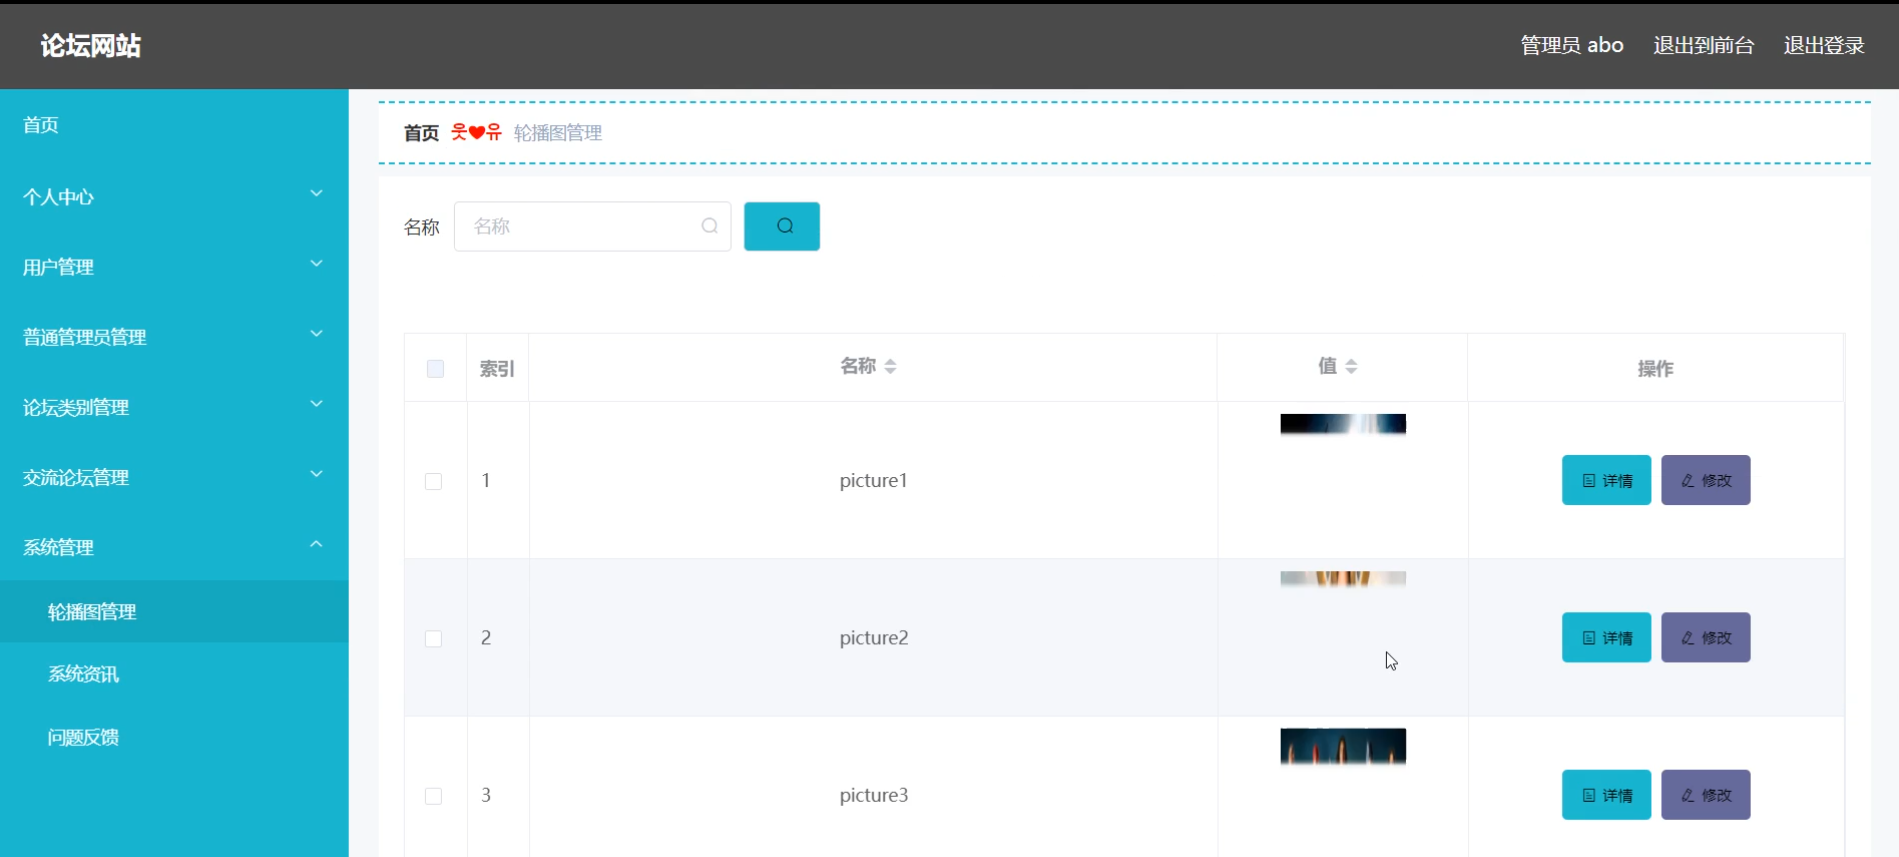 论坛网站
管理员 abo 退出到前台 退出登录
首页
个人中心
用户管理
普通管理员管理
论坛类别管理
交流论坛管理
系统管理
轮播图管理
系统资讯
问题反馈
首页 웃❤유 轮播图管理
名称 名称
索引 名称 值 操作
1 picture1 详情 修改
2 picture2 详情 修改
3 picture3 详情 修改